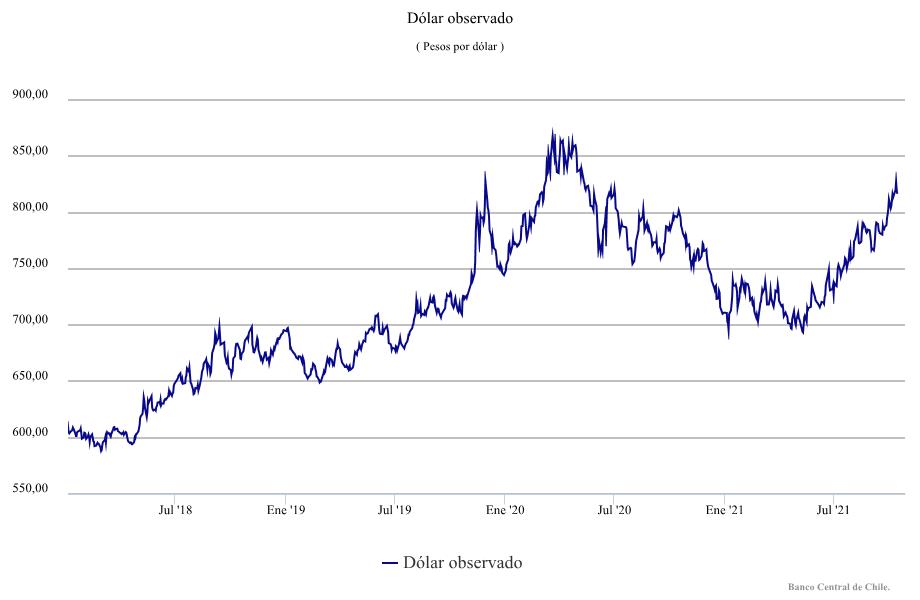 Dólar observado
( Pesos por dólar )
900,00
850,00
800,00
750,00
700,00
650,00
600,00
550,00
Jul '18 Ene '19 Jul '19 Ene '20 Jul '20 Ene '21 Jul '21
Dólar observado
Banco Central de Chile.